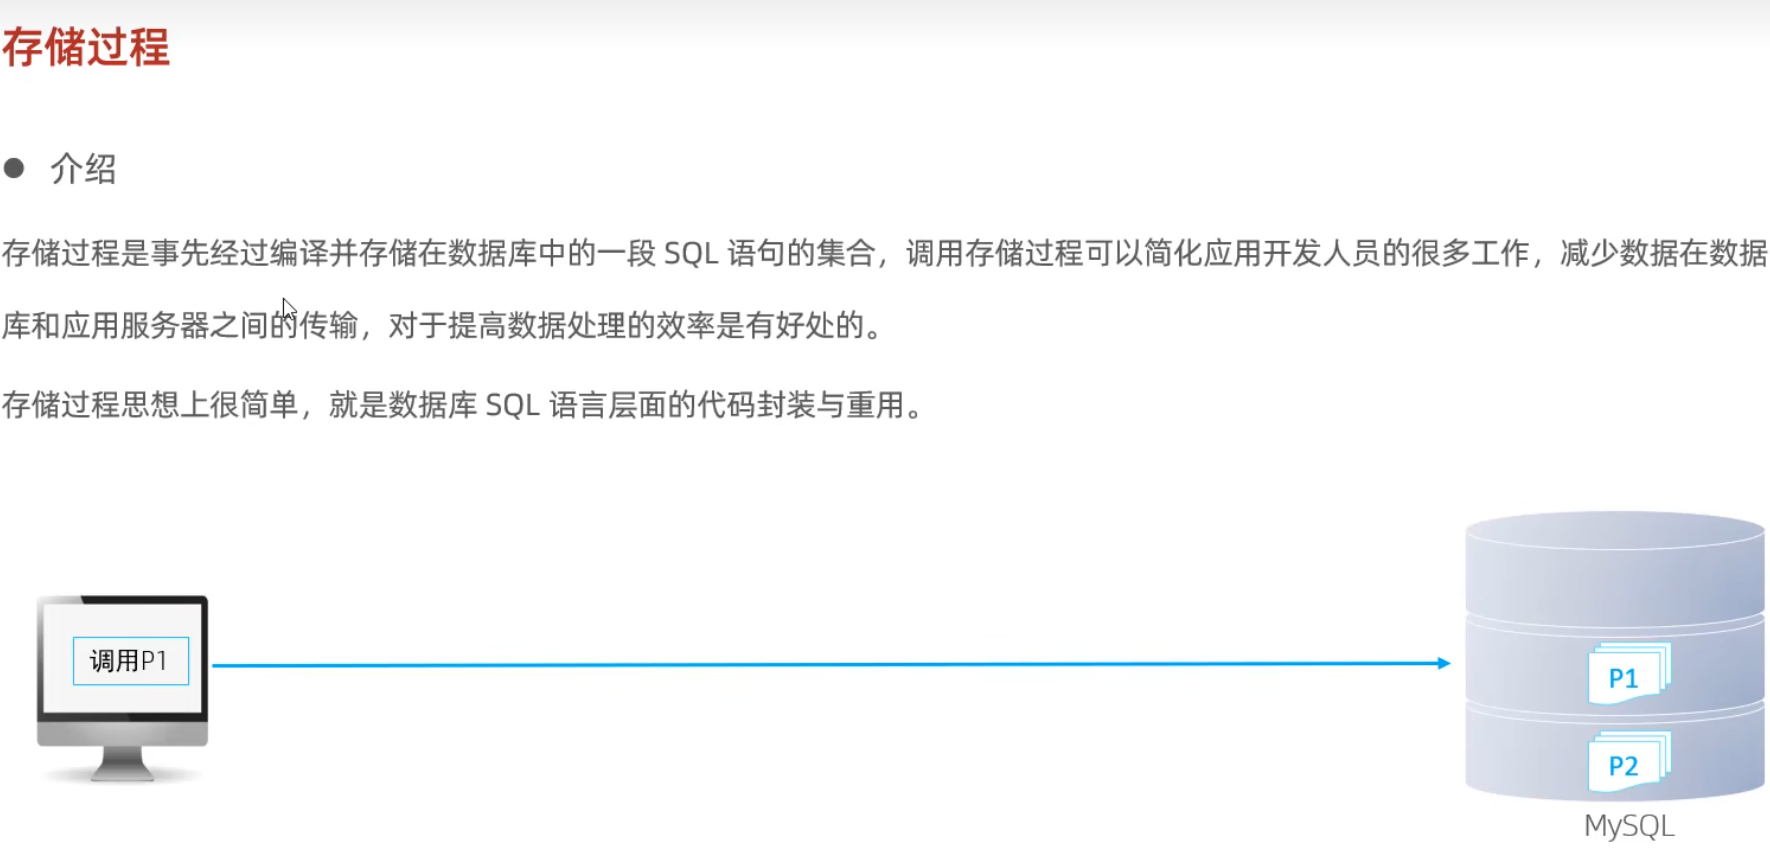 存储过程
介绍
存储过程是事先经过编译并存储在数据库中的一段 SQL 语句的集合，调用存储过程可以简化应用开发人员的很多工作，减少数据在数据
库和应用服务器之间的传输，对于提高数据处理的效率是有好处的。
存储过程思想上很简单，就是数据库 SQL 语言层面的代码封装与重用。
调用P1
P1
P2
MySQL